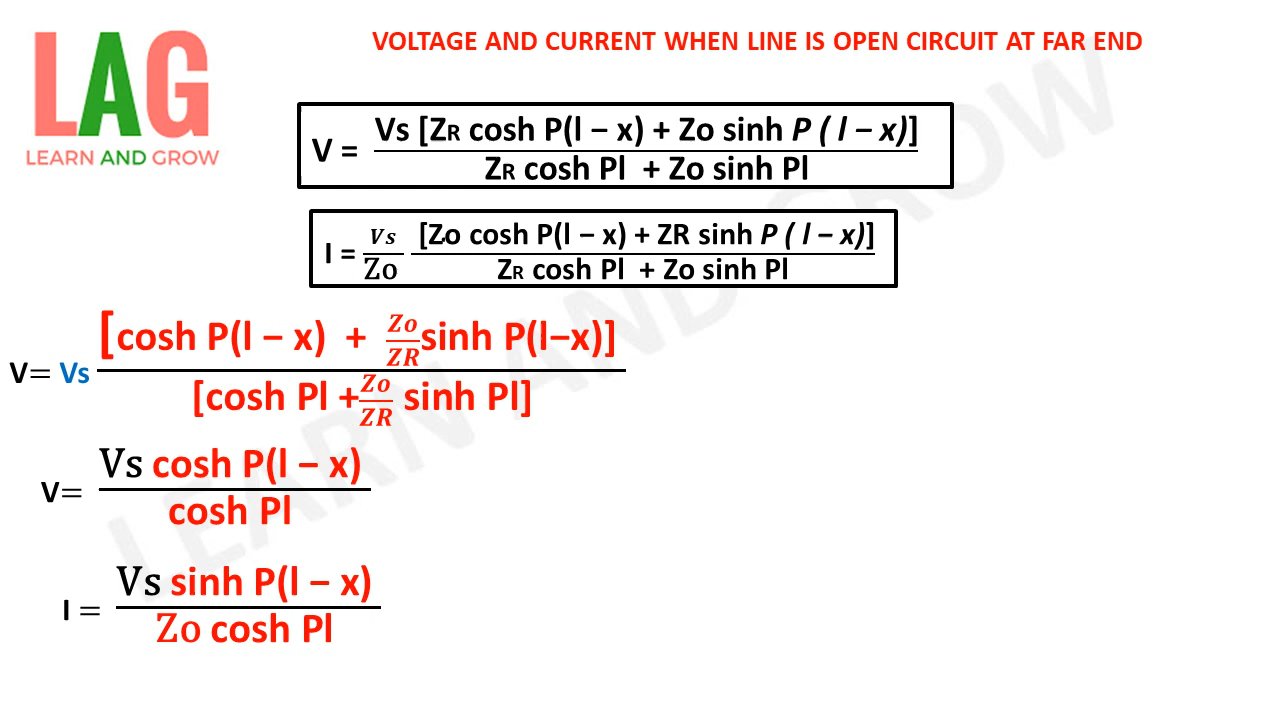 LAG
LEARN AND GROW
VOLTAGE AND CURRENT WHEN LINE IS OPEN CIRCUIT AT FAR END
V = Vs [ZR cosh P(l − x) + Zo sinh P ( l − x)]
ZR cosh Pl + Zo sinh Pl
I = Vs/Zo [Zo cosh P(l − x) + ZR sinh P ( l − x)]
ZR cosh Pl + Zo sinh Pl
V= Vs [cosh P(l − x) + Zo/ZR sinh P(l−x)]
[cosh Pl + Zo/ZR sinh Pl]
V= Vs cosh P(l − x)
cosh Pl
I = Vs sinh P(l − x)
Zo cosh Pl
LEARN AND GROW